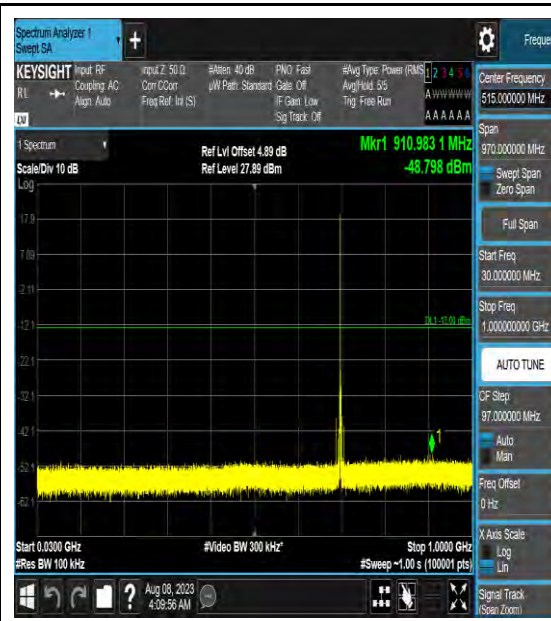 Spectrum Analyzer 1
Swept SA
Freque
KEYSIGHT
Input: RF
Coupling: AC
Align: Auto
Input Z: 50 Ω
Corr CCorr
Freq Ref: Int (S)
#Atten: 40 dB
µW Path: Standard
PNO: Fast
Gate: Off
IF Gain: Low
Sig Track: Off
#Avg Type: Power (RMS
Avg|Hold: 5/5
Trig: Free Run
1 2 3 4 5 6
A W W W W W
A A A A A A
RL
LW
1 Spectrum
Scale/Div 10 dB
Log
Ref Lvl Offset 4.89 dB
Ref Level 27.89 dBm
Mkr1 910.983 1 MHz
-48.798 dBm
17.9
7.89
-2.11
-12.1
-22.1
-32.1
-42.1
-52.1
-62.1
DL1 -13.00 dBm
1
Start 0.0300 GHz
#Res BW 100 kHz
#Video BW 300 kHz*
Stop 1.0000 GHz
#Sweep ~1.00 s (100001 pts)
Center Frequency
515.000000 MHz
Span
970.000000 MHz
Swept Span
Zero Span
Full Span
Start Freq
30.000000 MHz
Stop Freq
1.000000000 GHz
AUTO TUNE
CF Step
97.000000 MHz
Auto
Man
Freq Offset
0 Hz
X Axis Scale
Log
Lin
Signal Track
(Span Zoom)
?
Aug 08, 2023
4:09:56 AM